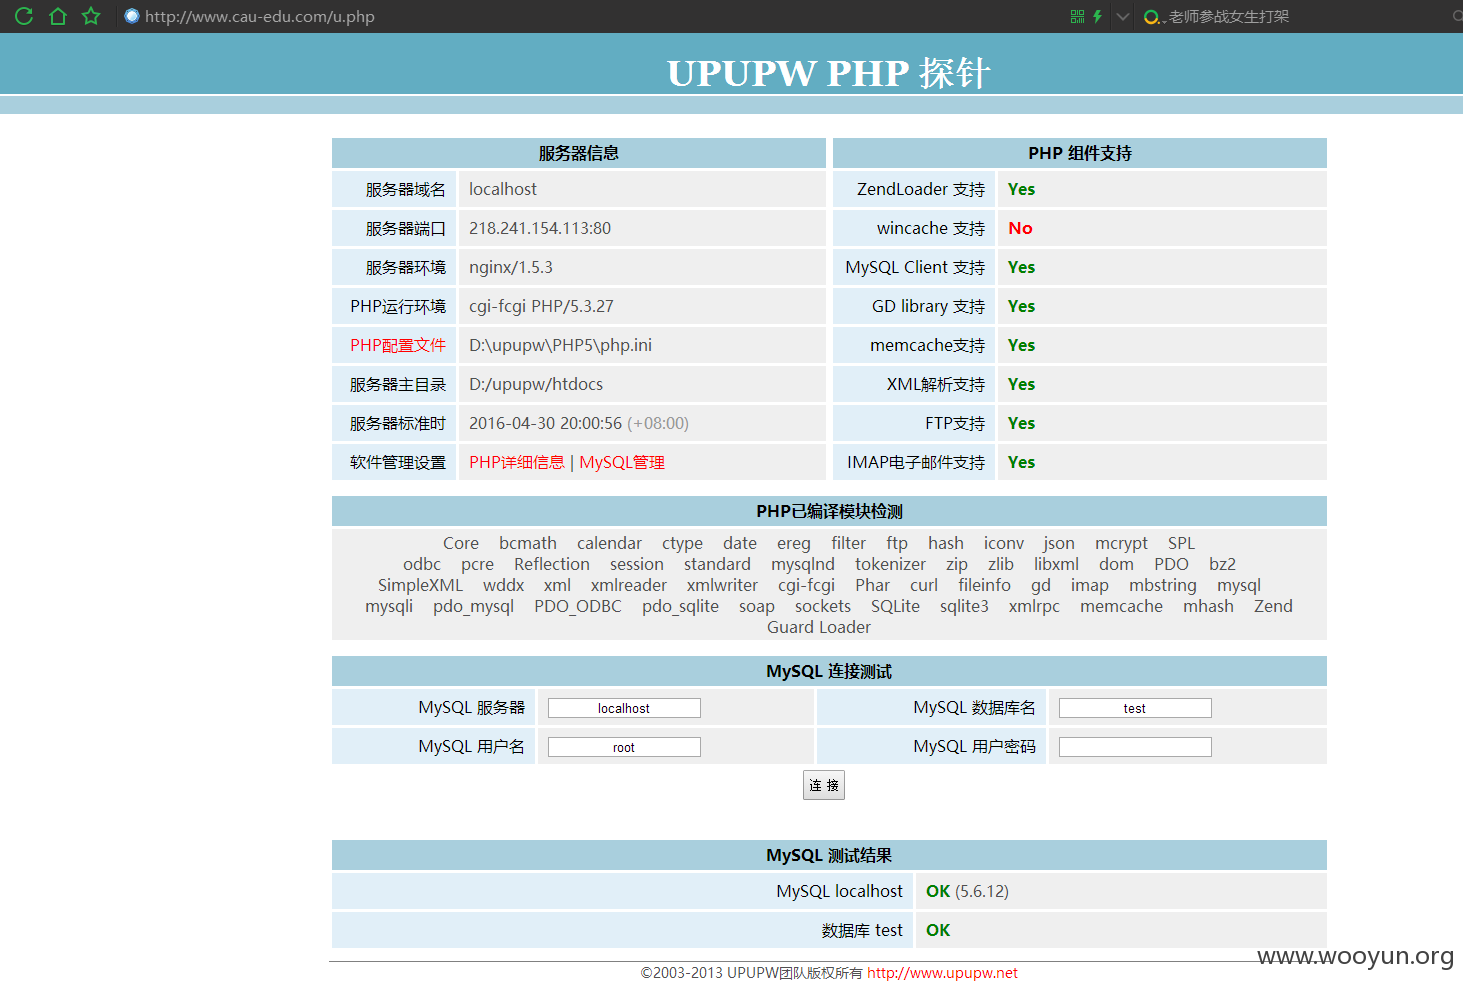 http://www.cau-edu.com/u.php
老师参战女生打架
UPUPW PHP 探针
服务器信息
服务器域名 localhost
服务器端口 218.241.154.113:80
服务器环境 nginx/1.5.3
PHP运行环境 cgi-fcgi PHP/5.3.27
PHP配置文件 D:\upupw\PHP5\php.ini
服务器主目录 D:/upupw/htdocs
服务器标准时 2016-04-30 20:00:56 (+08:00)
软件管理设置 PHP详细信息 | MySQL管理
PHP 组件支持
ZendLoader 支持 Yes
wincache 支持 No
MySQL Client 支持 Yes
GD library 支持 Yes
memcache支持 Yes
XML解析支持 Yes
FTP支持 Yes
IMAP电子邮件支持 Yes
PHP已编译模块检测
Core bcmath calendar ctype date ereg filter ftp hash iconv json mcrypt SPL
odbc pcre Reflection session standard mysqlnd tokenizer zip zlib libxml dom PDO bz2
SimpleXML wddx xml xmlreader xmlwriter cgi-fcgi Phar curl fileinfo gd imap mbstring mysql
mysqli pdo_mysql PDO_ODBC pdo_sqlite soap sockets SQLite sqlite3 xmlrpc memcache mhash Zend
Guard Loader
MySQL 连接测试
MySQL 服务器 localhost MySQL 数据库名 test
MySQL 用户名 root MySQL 用户密码
连 接
MySQL 测试结果
MySQL localhost OK (5.6.12)
数据库 test OK
www.wooyun.org
©2003-2013 UPUPW团队版权所有 http://www.upupw.net